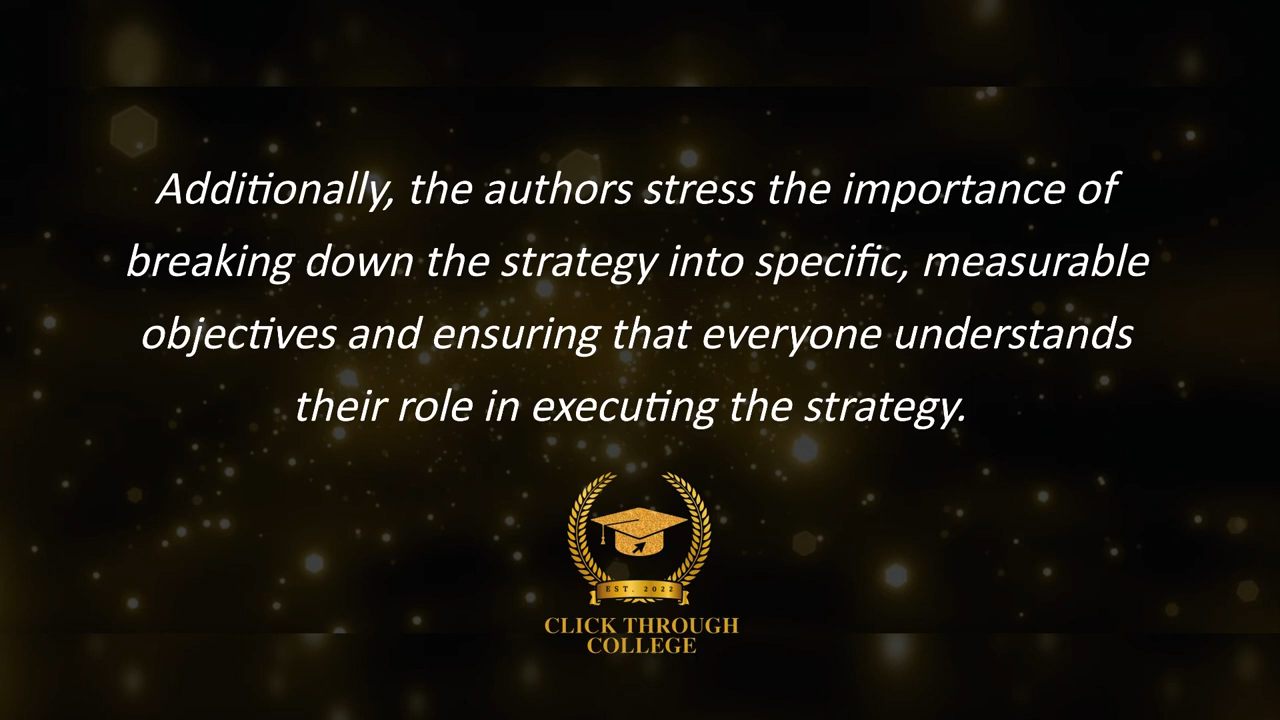 Additionally, the authors stress the importance of
breaking down the strategy into specific, measurable
objectives and ensuring that everyone understands
their role in executing the strategy.
EST. 2022
CLICK THROUGH
COLLEGE